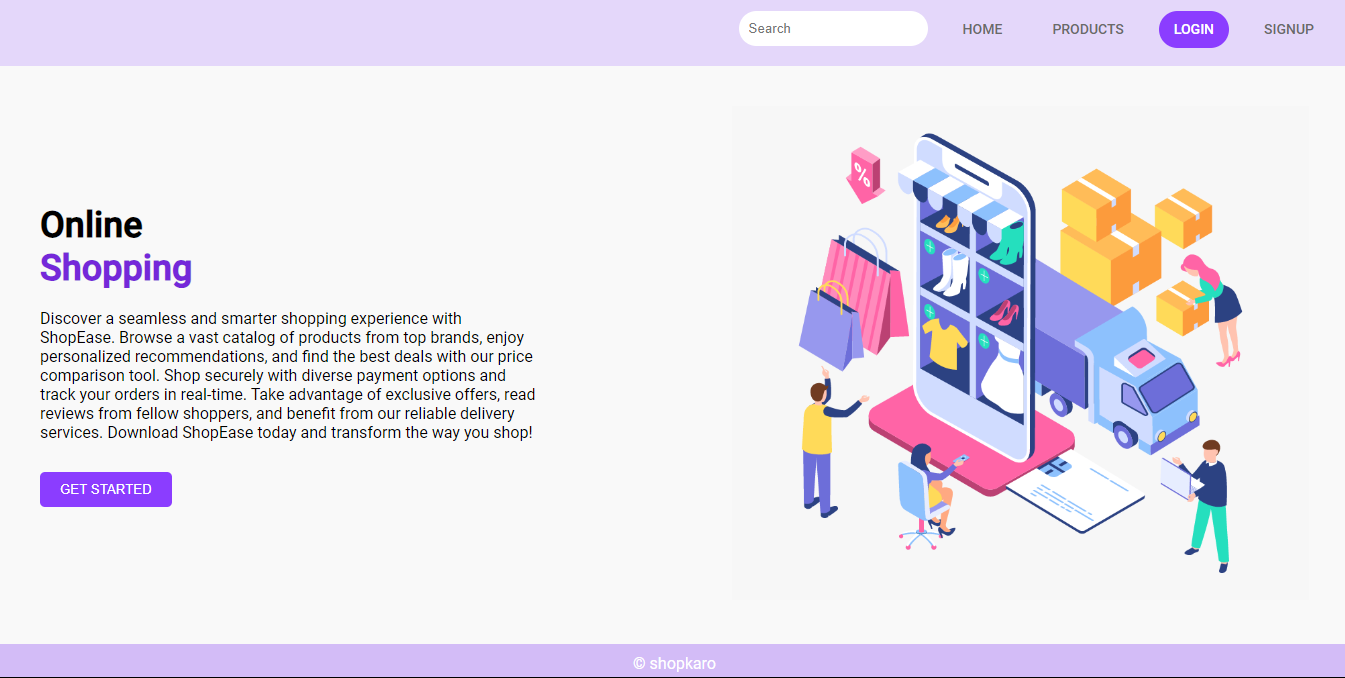 Search HOME PRODUCTS LOGIN SIGNUP
%
Online
Shopping
Discover a seamless and smarter shopping experience with
ShopEase. Browse a vast catalog of products from top brands, enjoy
personalized recommendations, and find the best deals with our price
comparison tool. Shop securely with diverse payment options and
track your orders in real-time. Take advantage of exclusive offers, read
reviews from fellow shoppers, and benefit from our reliable delivery
services. Download ShopEase today and transform the way you shop!
GET STARTED
© shopkaro